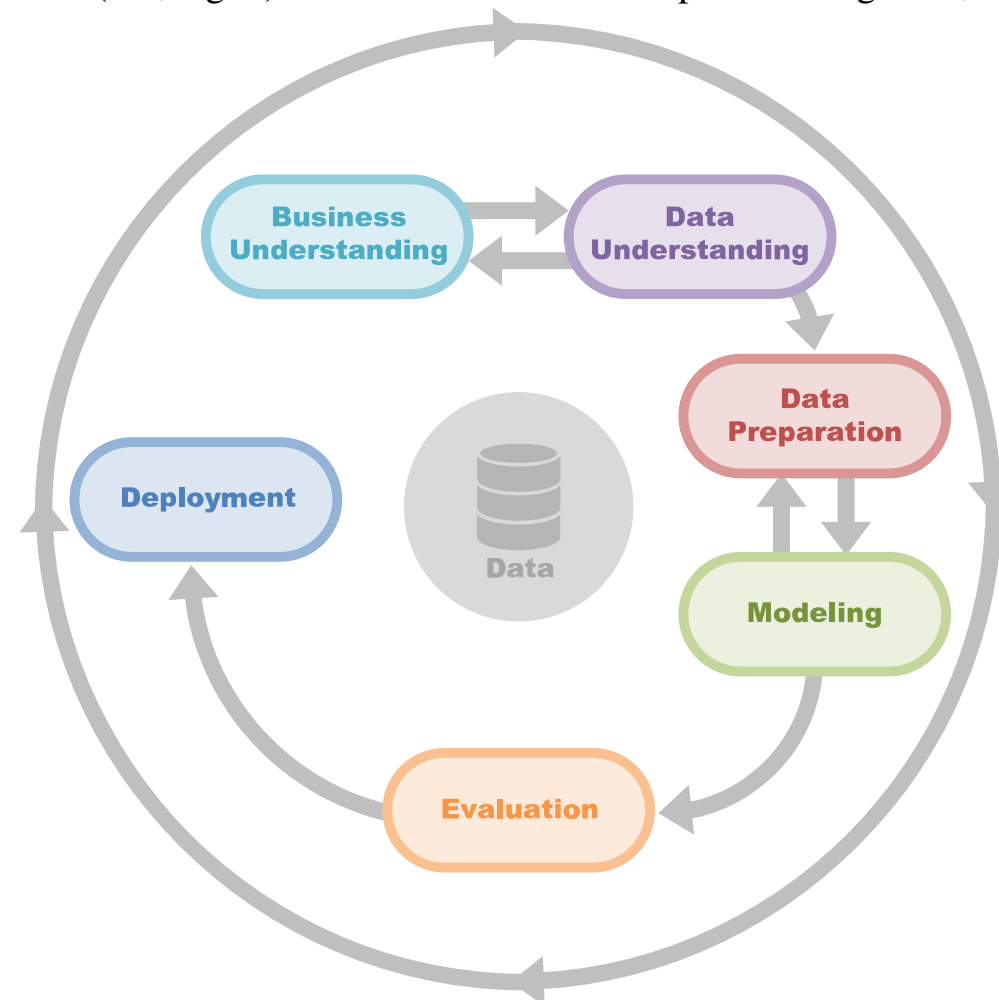 Business
Understanding
Data
Understanding
Data
Preparation
Deployment
Data
Modeling
Evaluation